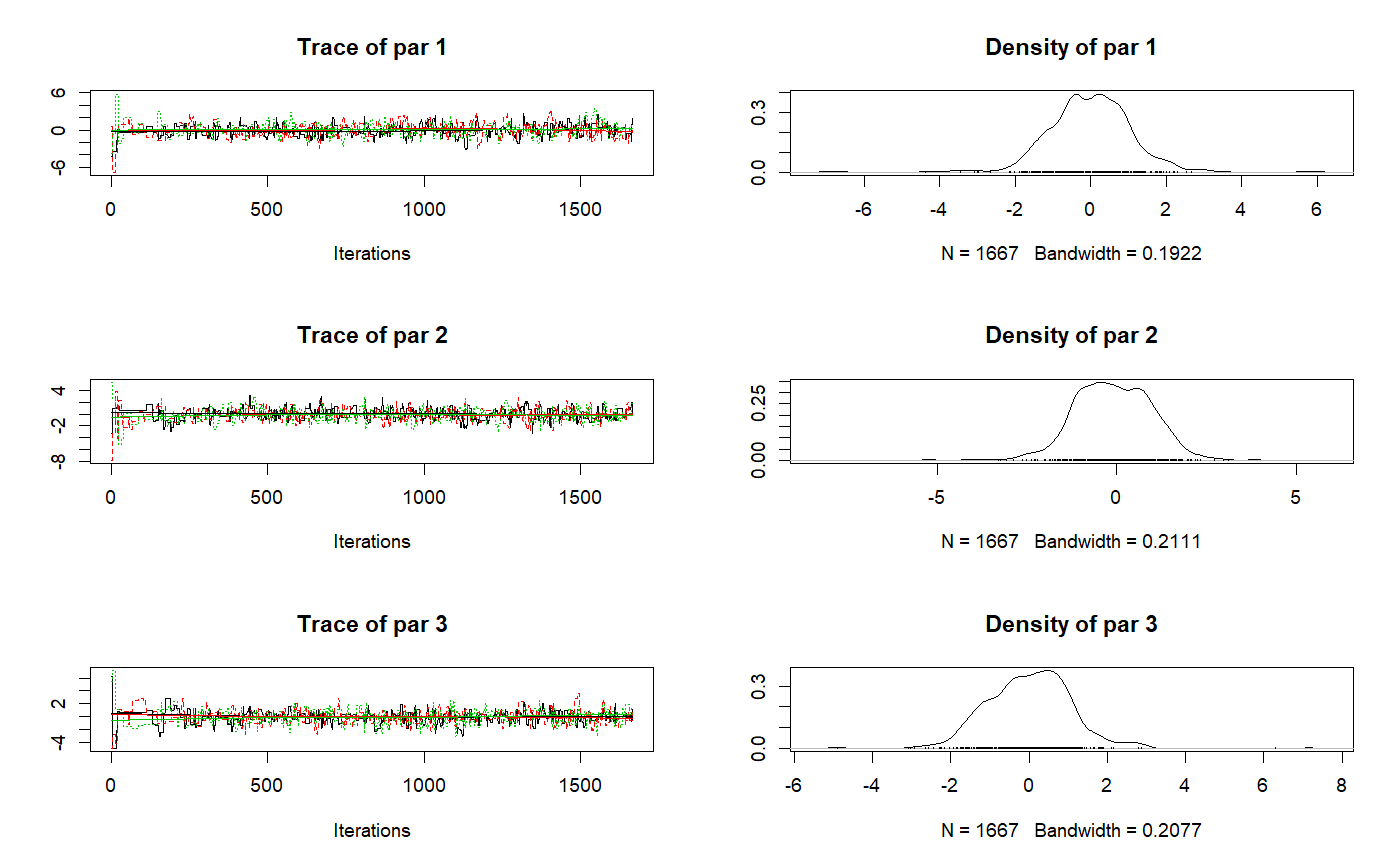 Trace of par 1
6
0
-6
0 500 1000 1500
Iterations
Density of par 1
0.3
0.0
-6 -4 -2 0 2 4 6
N = 1667 Bandwidth = 0.1922
Trace of par 2
4
-2
-8
0 500 1000 1500
Iterations
Density of par 2
0.25
0.00
-5 0 5
N = 1667 Bandwidth = 0.2111
Trace of par 3
2
-4
0 500 1000 1500
Iterations
Density of par 3
0.3
0.0
-6 -4 -2 0 2 4 6 8
N = 1667 Bandwidth = 0.2077